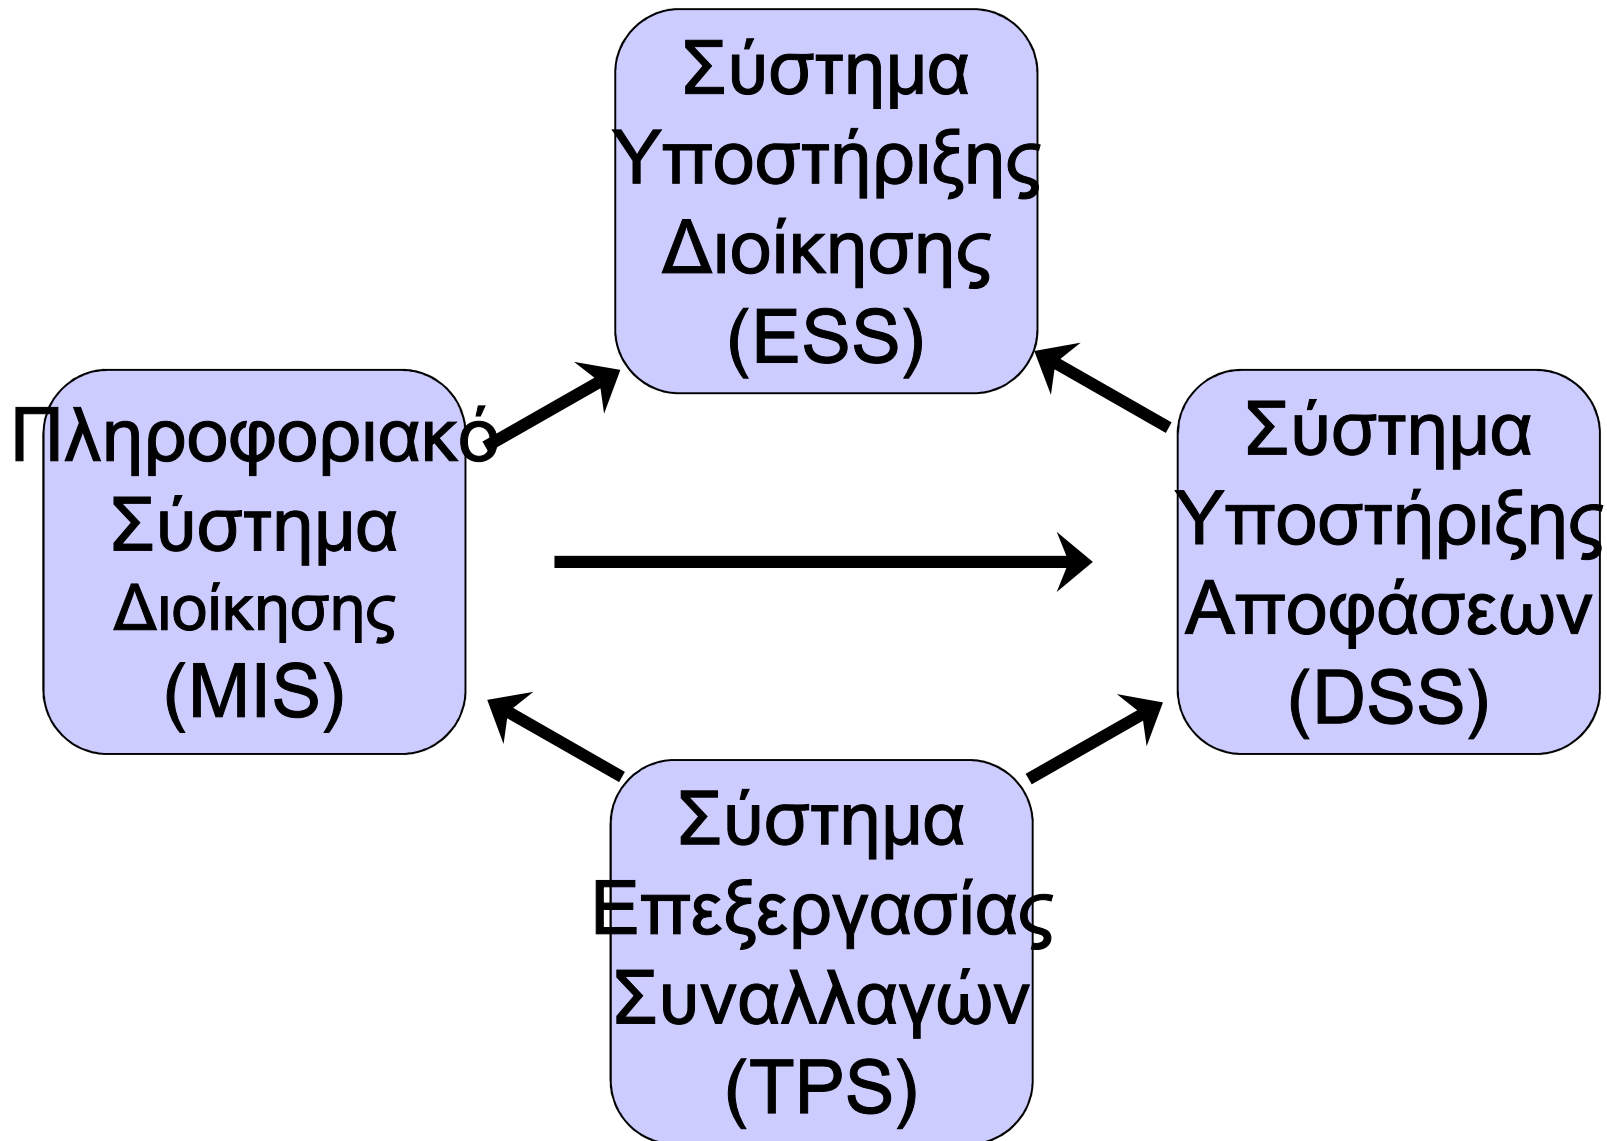 Σύστημα
Υποστήριξης
Διοίκησης
(ESS)
Πληροφοριακό
Σύστημα
Διοίκησης
(MIS)
Σύστημα
Υποστήριξης
Αποφάσεων
(DSS)
Σύστημα
Επεξεργασίας
Συναλλαγών
(TPS)